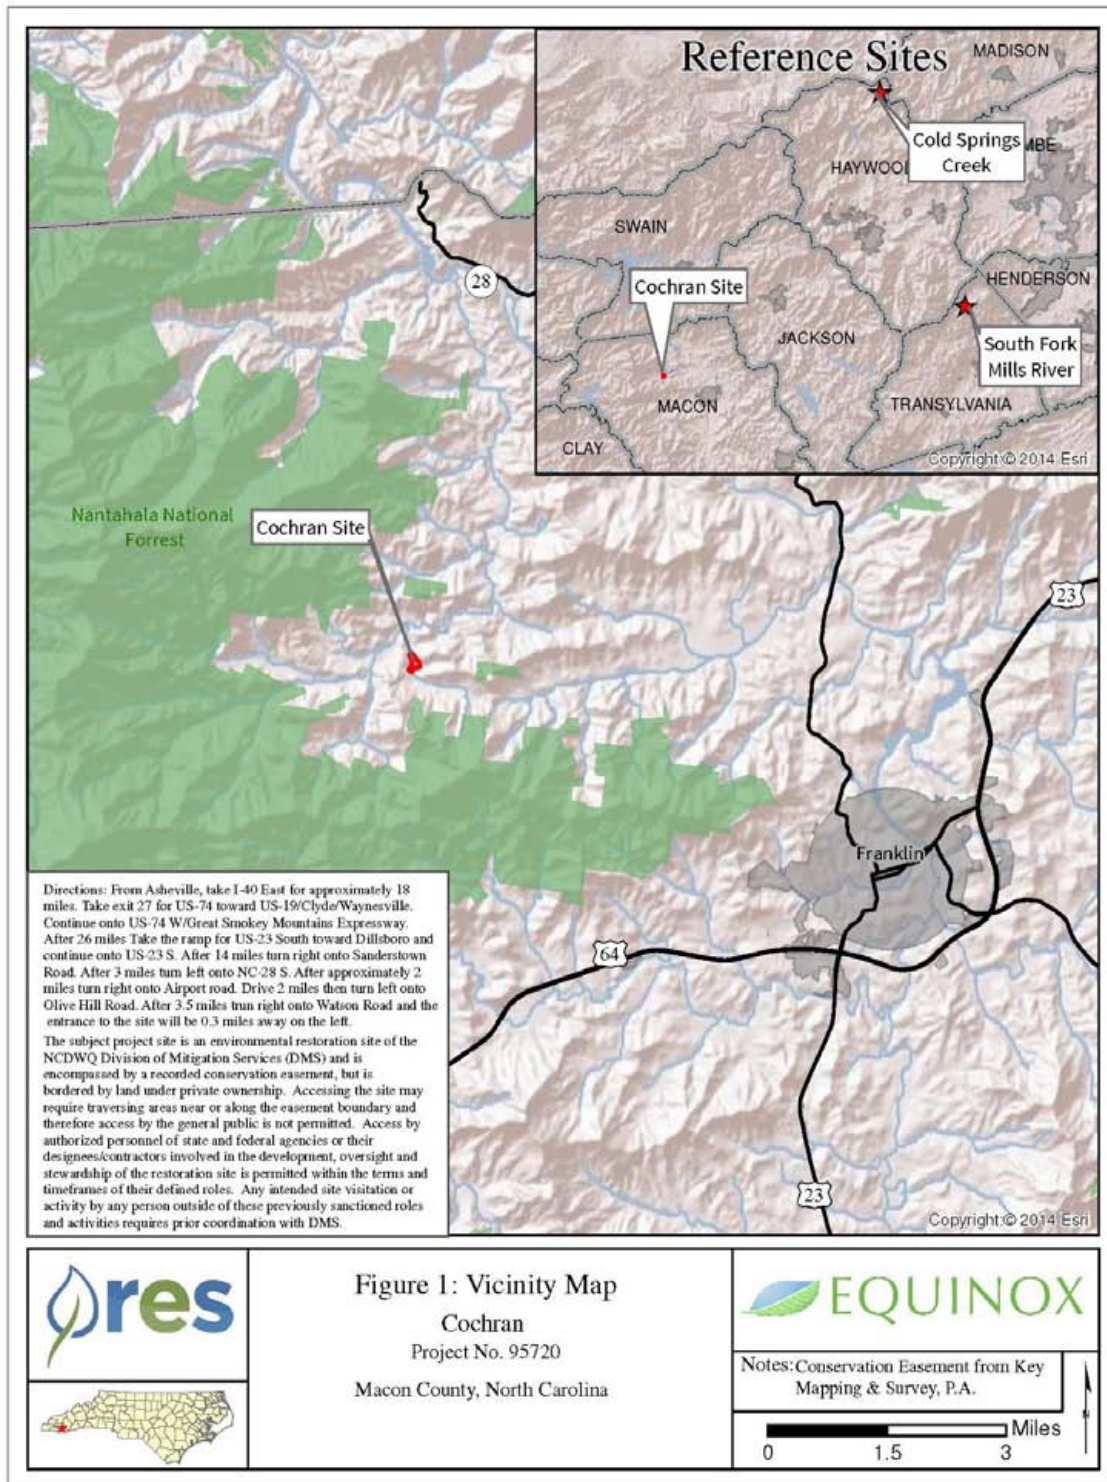 Reference Sites
MADISON
Cold Springs
Creek
MBE
HAYWOOD
SWAIN
HENDERSON
Cochran Site
JACKSON
South Fork
Mills River
MACON
TRANSYLVANIA
CLAY
Copyright:© 2014 Esri
28
Nantahala National
Forrest
Cochran Site
23
Franklin
64
23
Copyright:© 2014 Esri
Directions: From Asheville, take I-40 East for approximately 18
miles. Take exit 27 for US-74 toward US-19/Clyde/Waynesville.
Continue onto US-74 W/Great Smokey Mountains Expressway.
After 26 miles Take the ramp for US-23 South toward Dillsboro and
continue onto US-23 S. After 14 miles turn right onto Sanderstown
Road. After 3 miles turn left onto NC-28 S. After approximately 2
miles turn right onto Airport road. Drive 2 miles then turn left onto
Olive Hill Road. After 3.5 miles trun right onto Watson Road and the
entrance to the site will be 0.3 miles away on the left.
The subject project site is an environmental restoration site of the
NCDWQ Division of Mitigation Services (DMS) and is
encompassed by a recorded conservation easement, but is
bordered by land under private ownership. Accessing the site may
require traversing areas near or along the easement boundary and
therefore access by the general public is not permitted. Access by
authorized personnel of state and federal agencies or their
designees/contractors involved in the development, oversight and
stewardship of the restoration site is permitted within the terms and
timeframes of their defined roles. Any intended site visitation or
activity by any person outside of these previously sanctioned roles
and activities requires prior coordination with DMS.
res
Figure 1: Vicinity Map
Cochran
Project No. 95720
Macon County, North Carolina
EQUINOX
Notes: Conservation Easement from Key
Mapping & Survey, P.A.
Miles
0 1.5 3